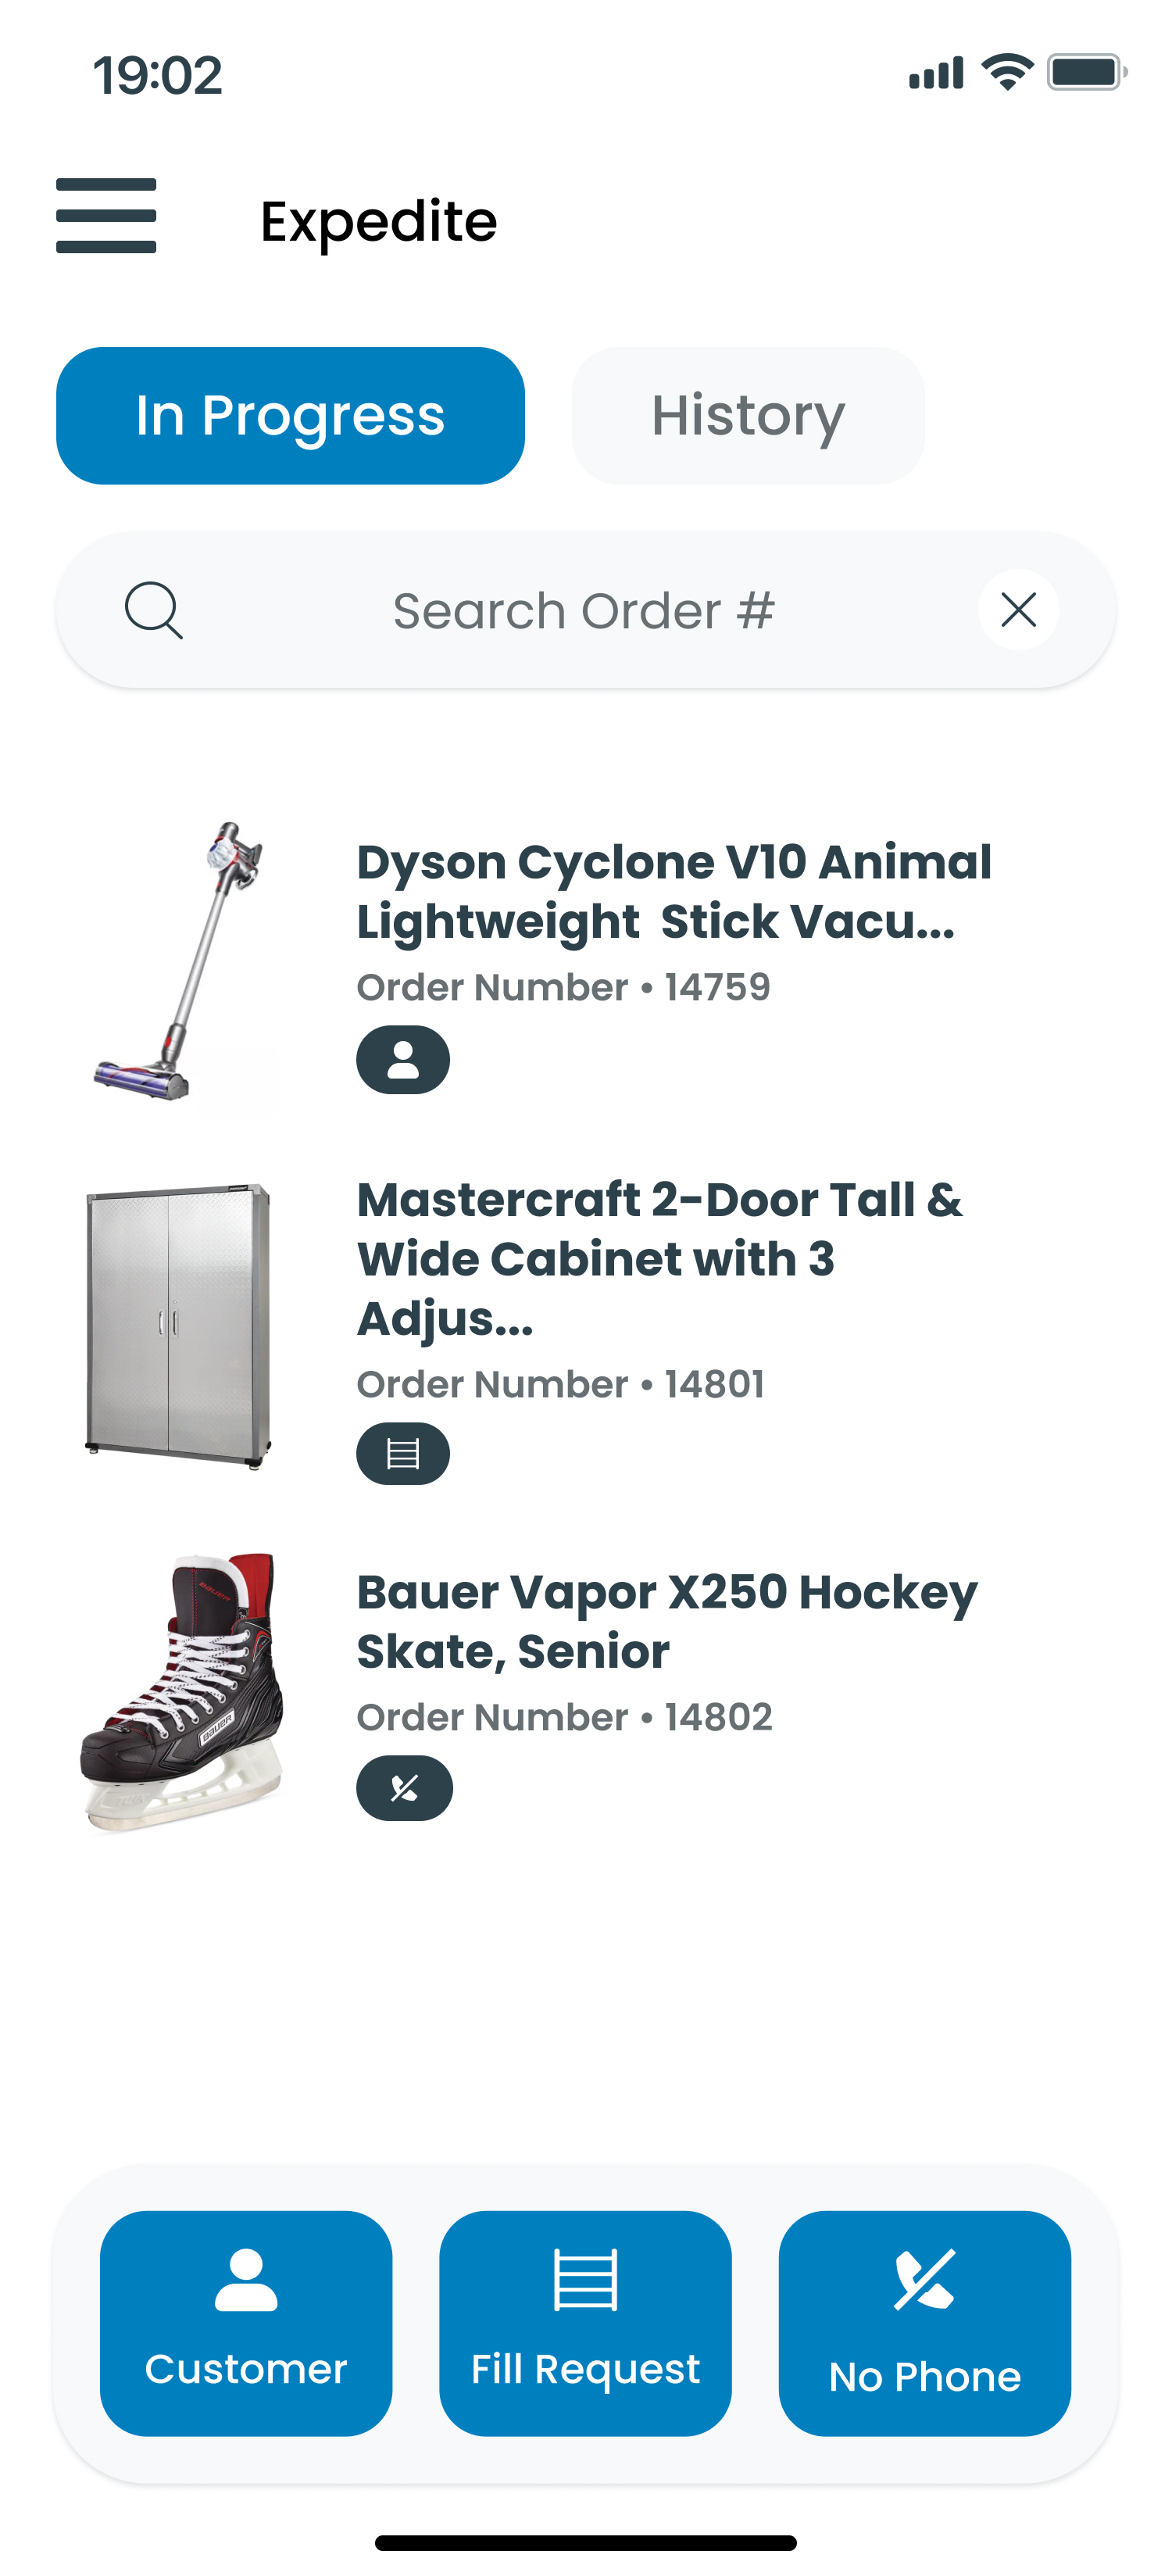 19:02
Expedite
In Progress
History
Search Order #
Dyson Cyclone V10 Animal
Lightweight Stick Vacu...
Order Number • 14759
Mastercraft 2-Door Tall &
Wide Cabinet with 3
Adjus...
Order Number • 14801
BAUER
BAUER
Bauer Vapor X250 Hockey
Skate, Senior
Order Number • 14802
Customer
Fill Request
No Phone